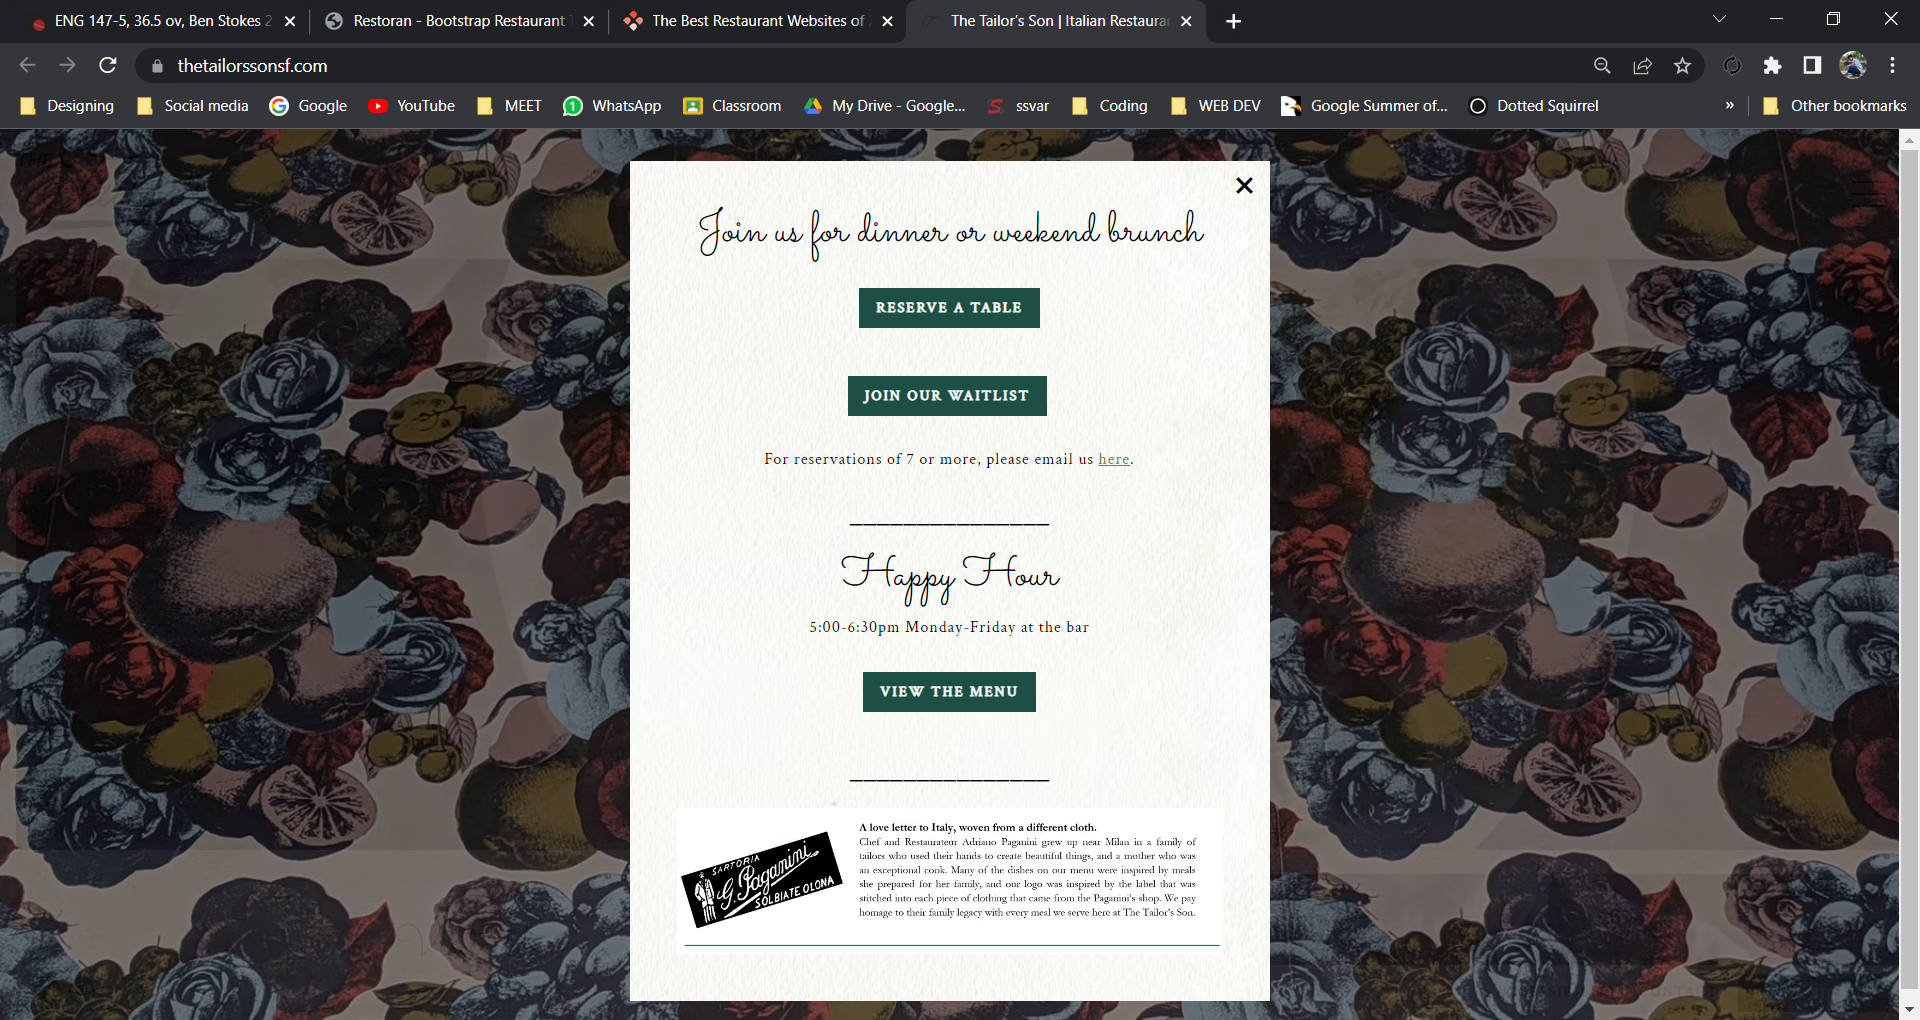 ENG 147-5, 36.5 ov, Ben Stokes 2
Restoran - Bootstrap Restaurant T
The Best Restaurant Websites of 2
The Tailor's Son | Italian Restaurar
thetailorssonsf.com
Designing
Social media
Google
YouTube
MEET
WhatsApp
Classroom
My Drive - Google...
ssvar
Coding
WEB DEV
Google Summer of...
Dotted Squirrel
»
Other bookmarks
Join us for dinner or weekend brunch
RESERVE A TABLE
JOIN OUR WAITLIST
For reservations of 7 or more, please email us here.
Happy Hour
5:00-6:30pm Monday-Friday at the bar
VIEW THE MENU
SARTORIA
G. Paganini
SOLBIATE OLONA
A love letter to Italy, woven from a different cloth.
Chef and Restaurateur Adriano Paganini grew up near Milan in a family of
tailors who used their hands to create beautiful things, and a mother who was
an exceptional cook. Many of the dishes on our menu were inspired by meals
she prepared for her family, and our logo was inspired by the label that was
stitched into each piece of clothing that came from the Paganini's shop. We pay
homage to their family legacy with every meal we serve here at The Tailor's Son.